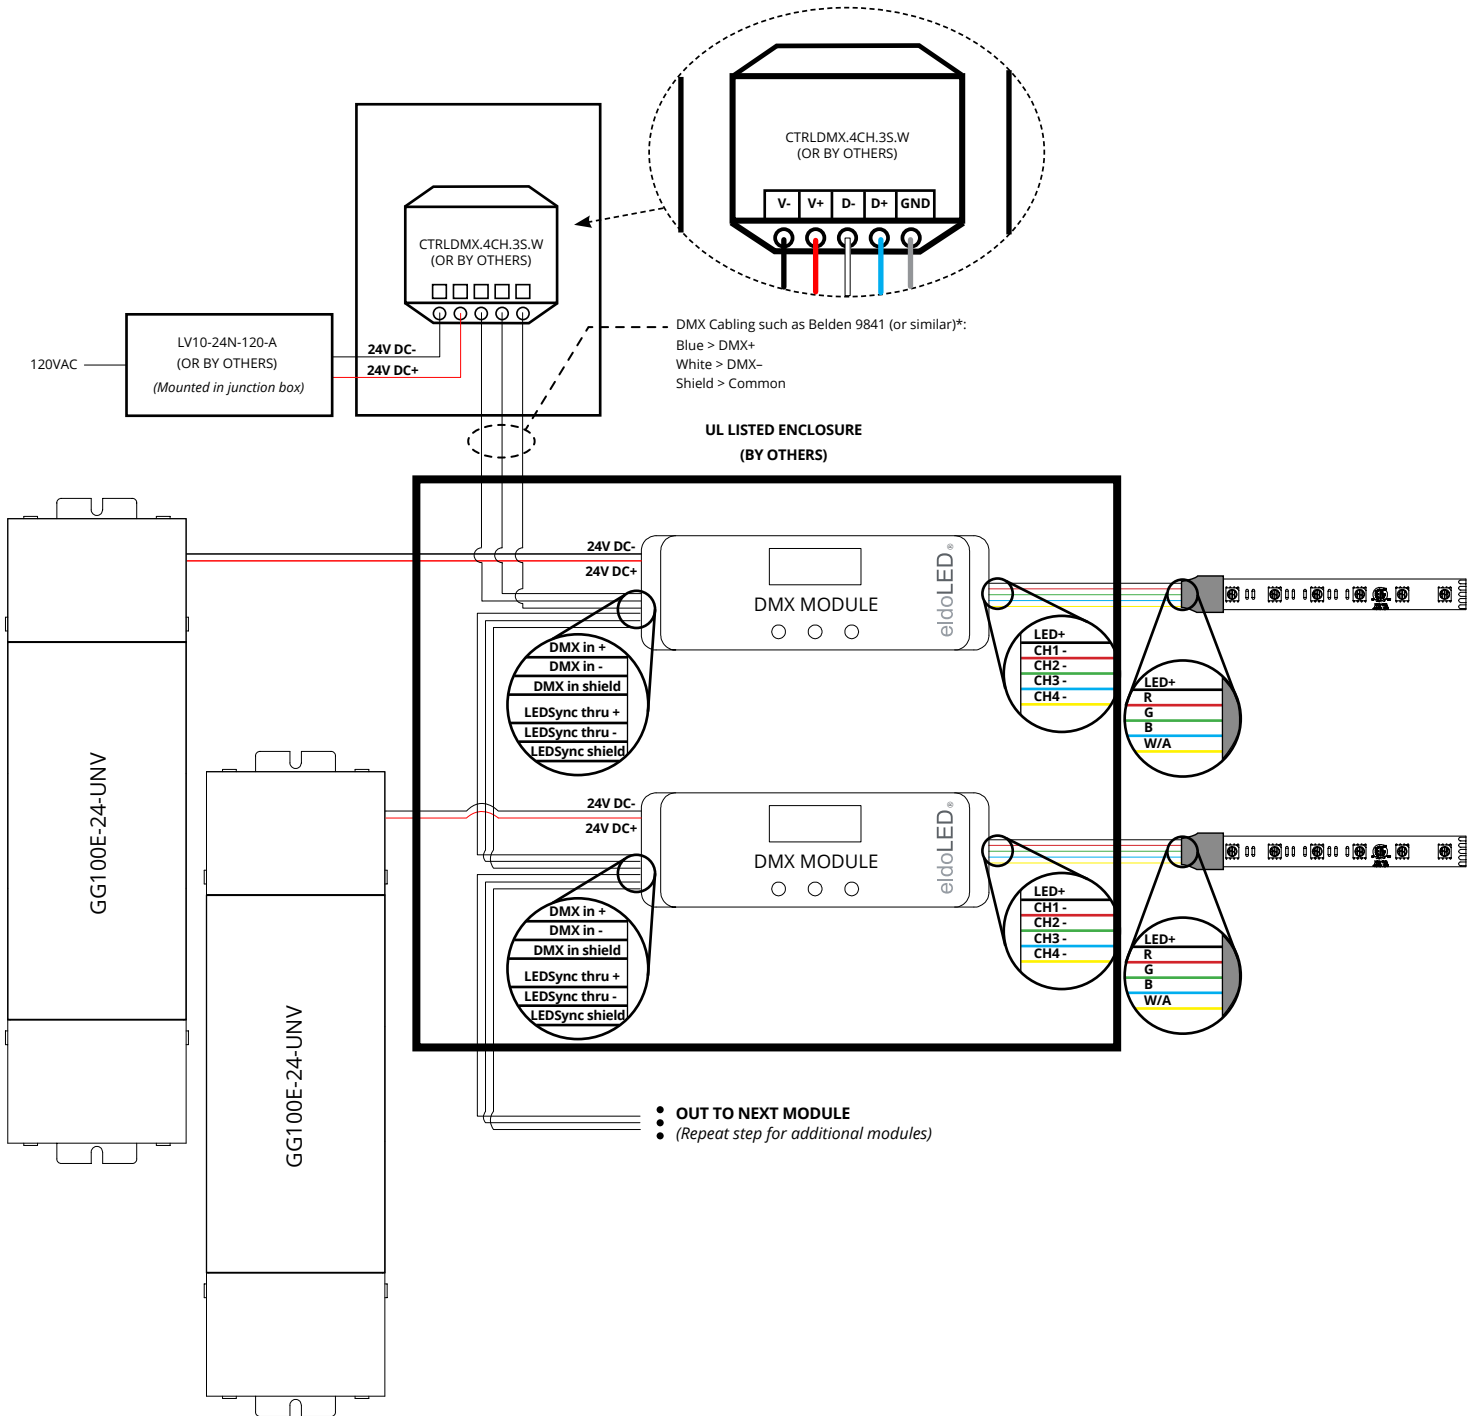 CTRLDMX.4CH.3S.W
(OR BY OTHERS)
V- V+ D- D+ GND
CTRLDMX.4CH.3S.W
(OR BY OTHERS)
LV10-24N-120-A
(OR BY OTHERS)
(Mounted in junction box)
120VAC
24V DC-
24V DC+
DMX Cabling such as Belden 9841 (or similar)*:
Blue > DMX+
White > DMX–
Shield > Common
UL LISTED ENCLOSURE
(BY OTHERS)
GG100E-24-UNV
24V DC-
24V DC+
DMX MODULE
eldoLED®
DMX in +
DMX in -
DMX in shield
LEDSync thru +
LEDSync thru -
LEDSync shield
LED+
CH1 -
CH2 -
CH3 -
CH4 -
LED+
R
G
B
W/A
GG100E-24-UNV
24V DC-
24V DC+
DMX MODULE
eldoLED®
DMX in +
DMX in -
DMX in shield
LEDSync thru +
LEDSync thru -
LEDSync shield
LED+
CH1 -
CH2 -
CH3 -
CH4 -
LED+
R
G
B
W/A
OUT TO NEXT MODULE
(Repeat step for additional modules)